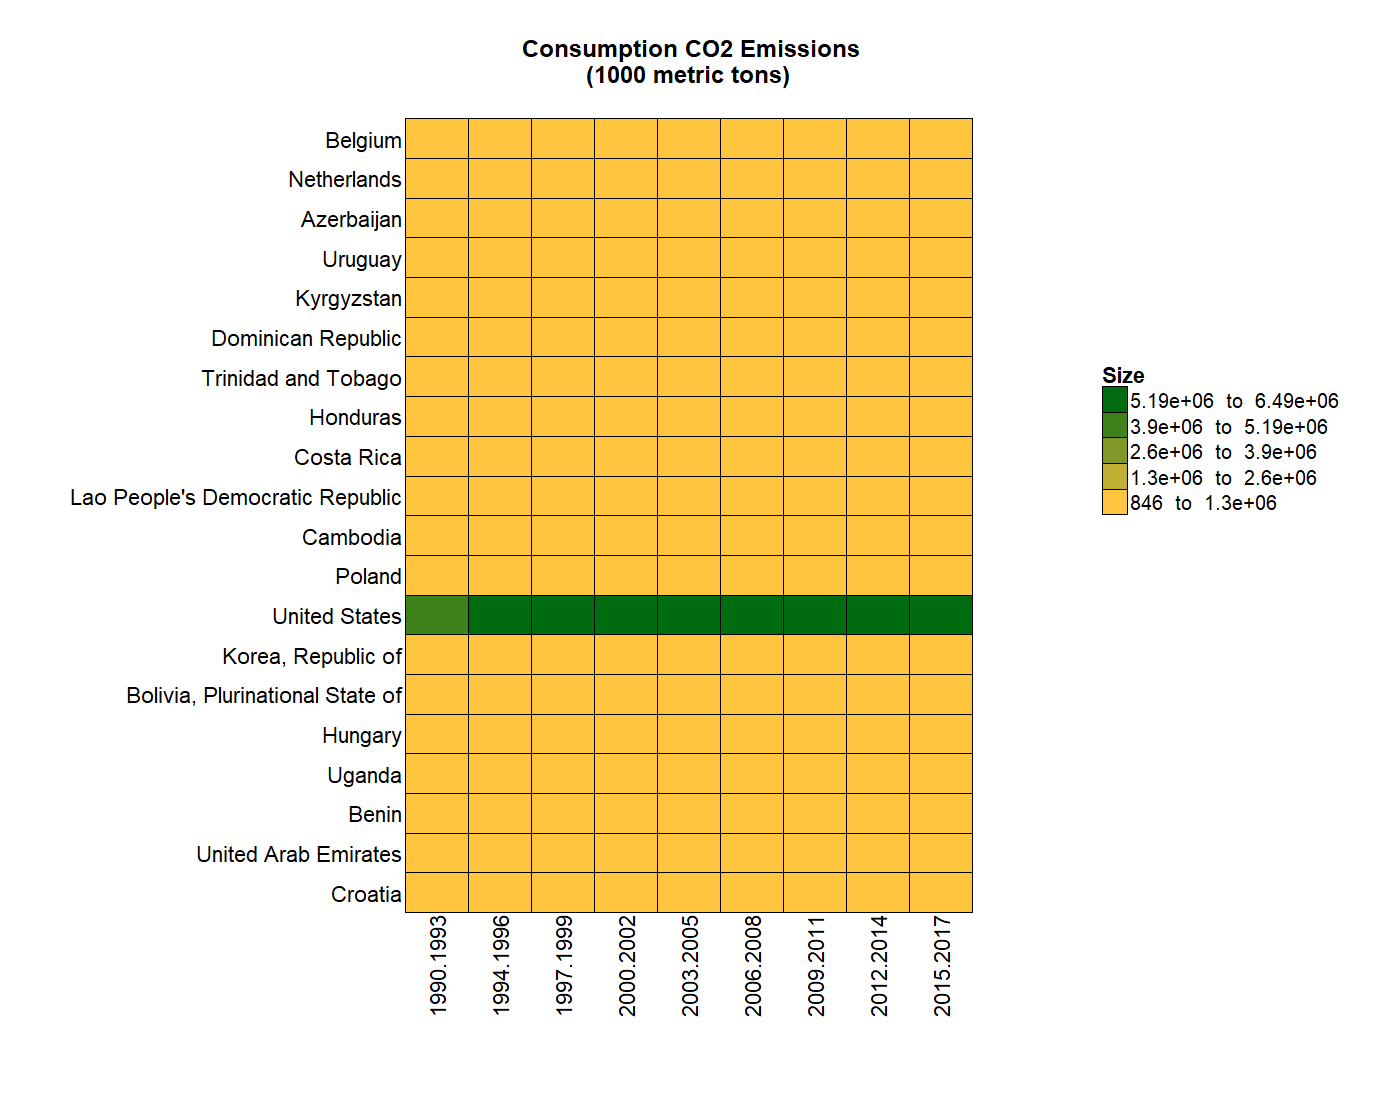 Consumption CO2 Emissions
(1000 metric tons)
Belgium
Netherlands
Azerbaijan
Uruguay
Kyrgyzstan
Dominican Republic
Trinidad and Tobago
Honduras
Costa Rica
Lao People's Democratic Republic
Cambodia
Poland
United States
Korea, Republic of
Bolivia, Plurinational State of
Hungary
Uganda
Benin
United Arab Emirates
Croatia
1990.1993
1994.1996
1997.1999
2000.2002
2003.2005
2006.2008
2009.2011
2012.2014
2015.2017
Size
5.19e+06 to 6.49e+06
3.9e+06 to 5.19e+06
2.6e+06 to 3.9e+06
1.3e+06 to 2.6e+06
846 to 1.3e+06